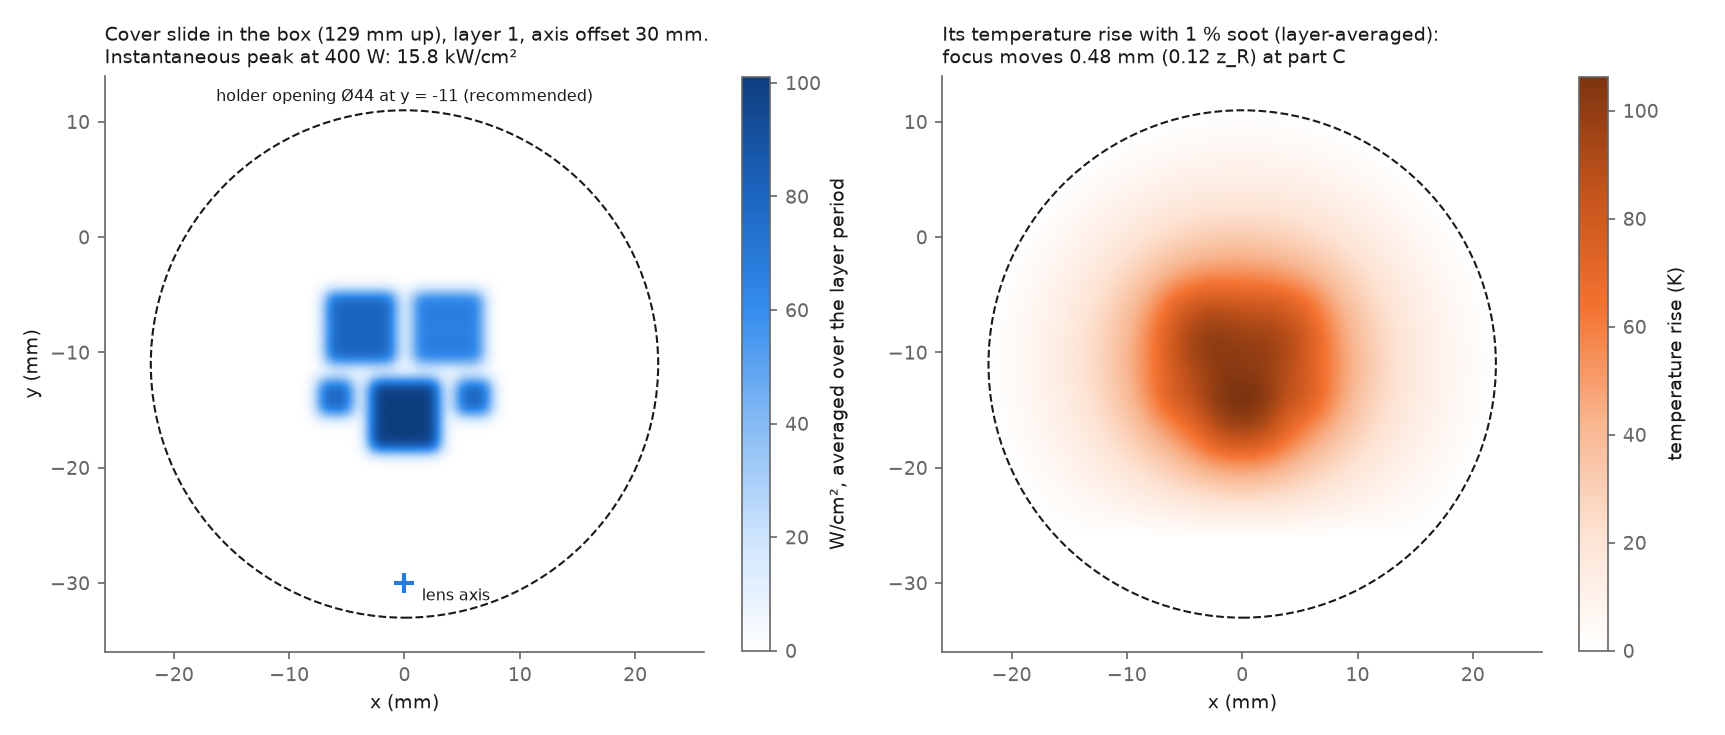 Cover slide in the box (129 mm up), layer 1, axis offset 30 mm.
Instantaneous peak at 400 W: 15.8 kW/cm²
holder opening Ø44 at y = -11 (recommended)
lens axis
10
0
−10
−20
−30
y (mm)
−20
−10
0
10
20
x (mm)
100
80
60
40
20
0
W/cm², averaged over the layer period
Its temperature rise with 1 % soot (layer-averaged):
focus moves 0.48 mm (0.12 z_R) at part C
10
0
−10
−20
−30
−20
−10
0
10
20
x (mm)
100
80
60
40
20
0
temperature rise (K)